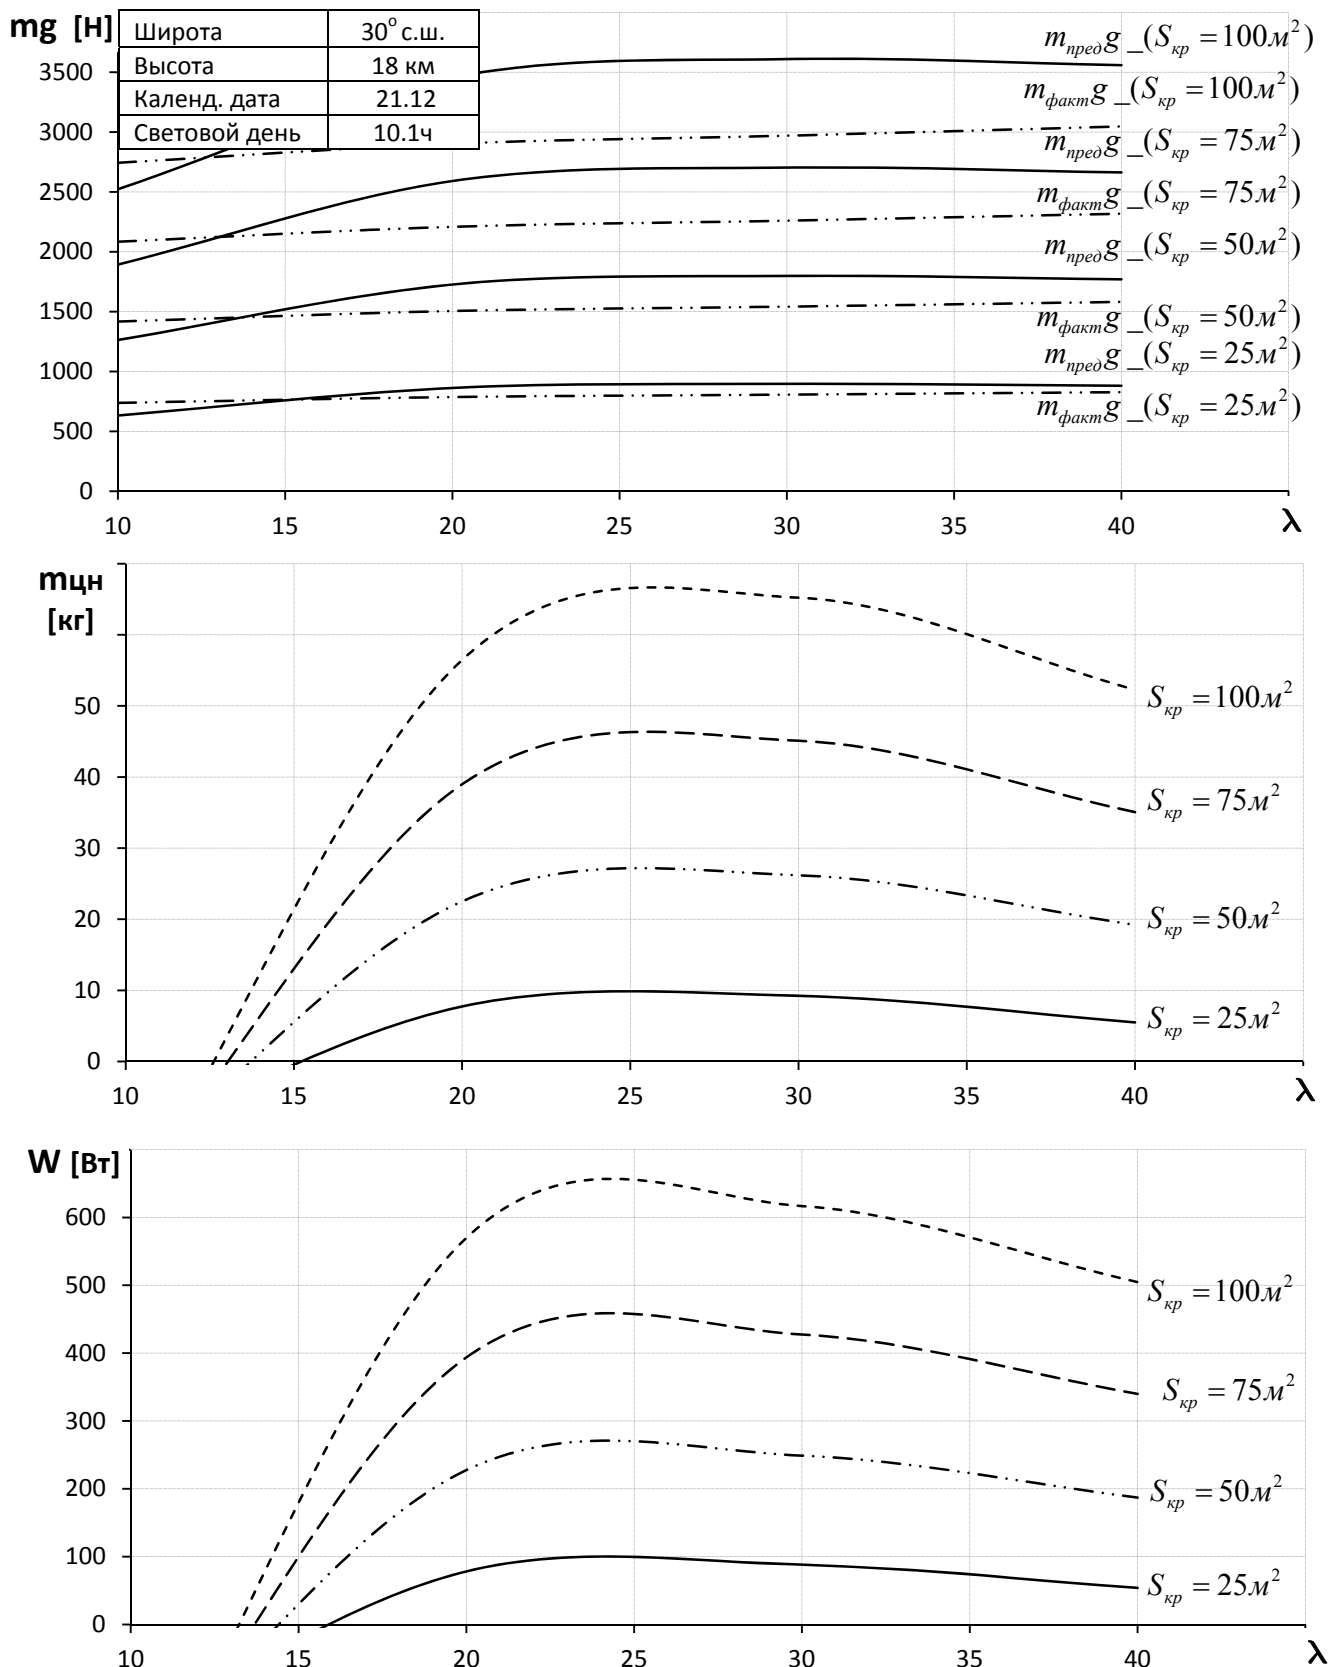 mg [Н]
Широта 30° с.ш.
Высота 18 км
Календ. дата 21.12
Световой день 10.1ч
3500
3000
2500
2000
1500
1000
500
0
m_пред g _(S_кр = 100м²)
m_факт g _(S_кр = 100м²)
m_пред g _(S_кр = 75м²)
m_факт g _(S_кр = 75м²)
m_пред g _(S_кр = 50м²)
m_факт g _(S_кр = 50м²)
m_пред g _(S_кр = 25м²)
m_факт g _(S_кр = 25м²)
10 15 20 25 30 35 40 λ
mцн
[кг]
50
40
30
20
10
0
S_кр = 100м²
S_кр = 75м²
S_кр = 50м²
S_кр = 25м²
10 15 20 25 30 35 40 λ
W [Вт]
600
500
400
300
200
100
0
S_кр = 100м²
S_кр = 75м²
S_кр = 50м²
S_кр = 25м²
10 15 20 25 30 35 40 λ